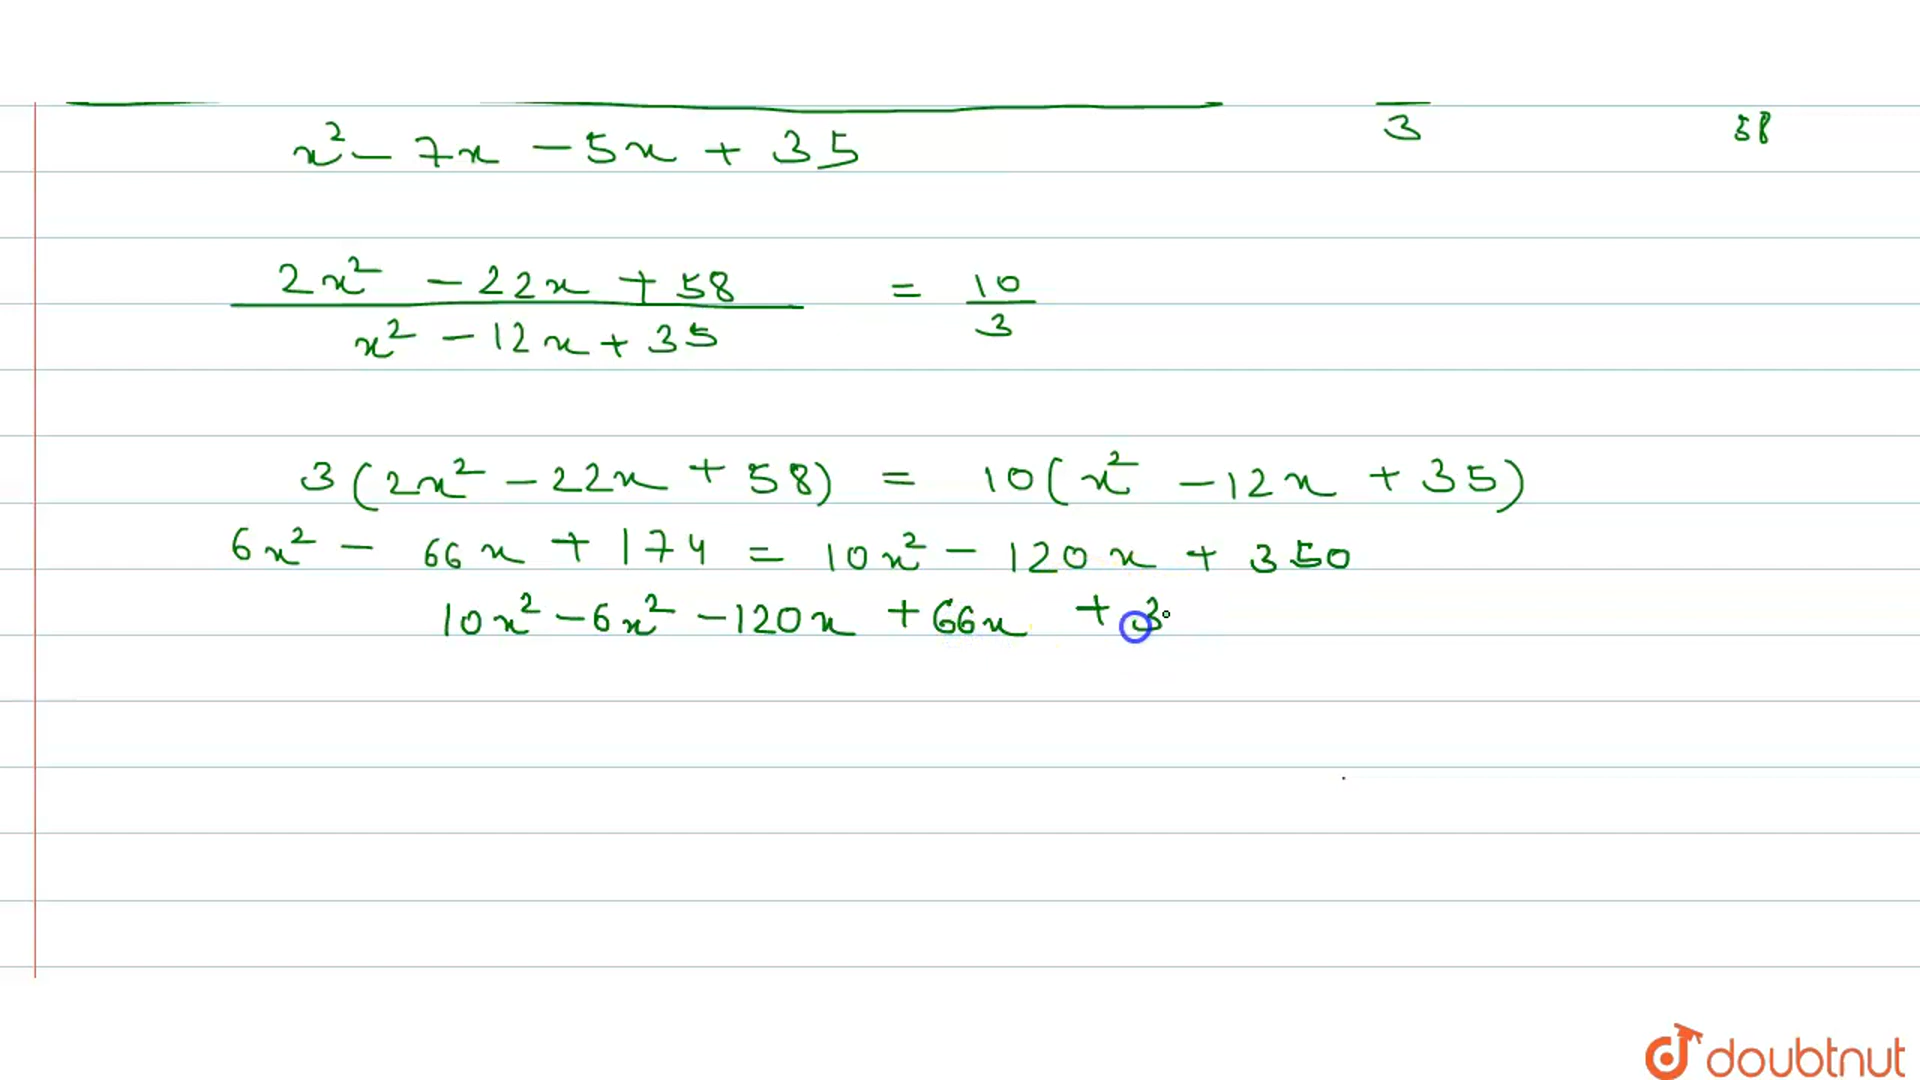 3 58
x² - 7x - 5x + 35
2x² - 22x + 58 = 10
x² - 12x + 35 3
3(2x² - 22x + 58) = 10(x² - 12x + 35)
6x² - 66x + 174 = 10x² - 120x + 350
10x² - 6x² - 120x + 66x + 3
doubtnut